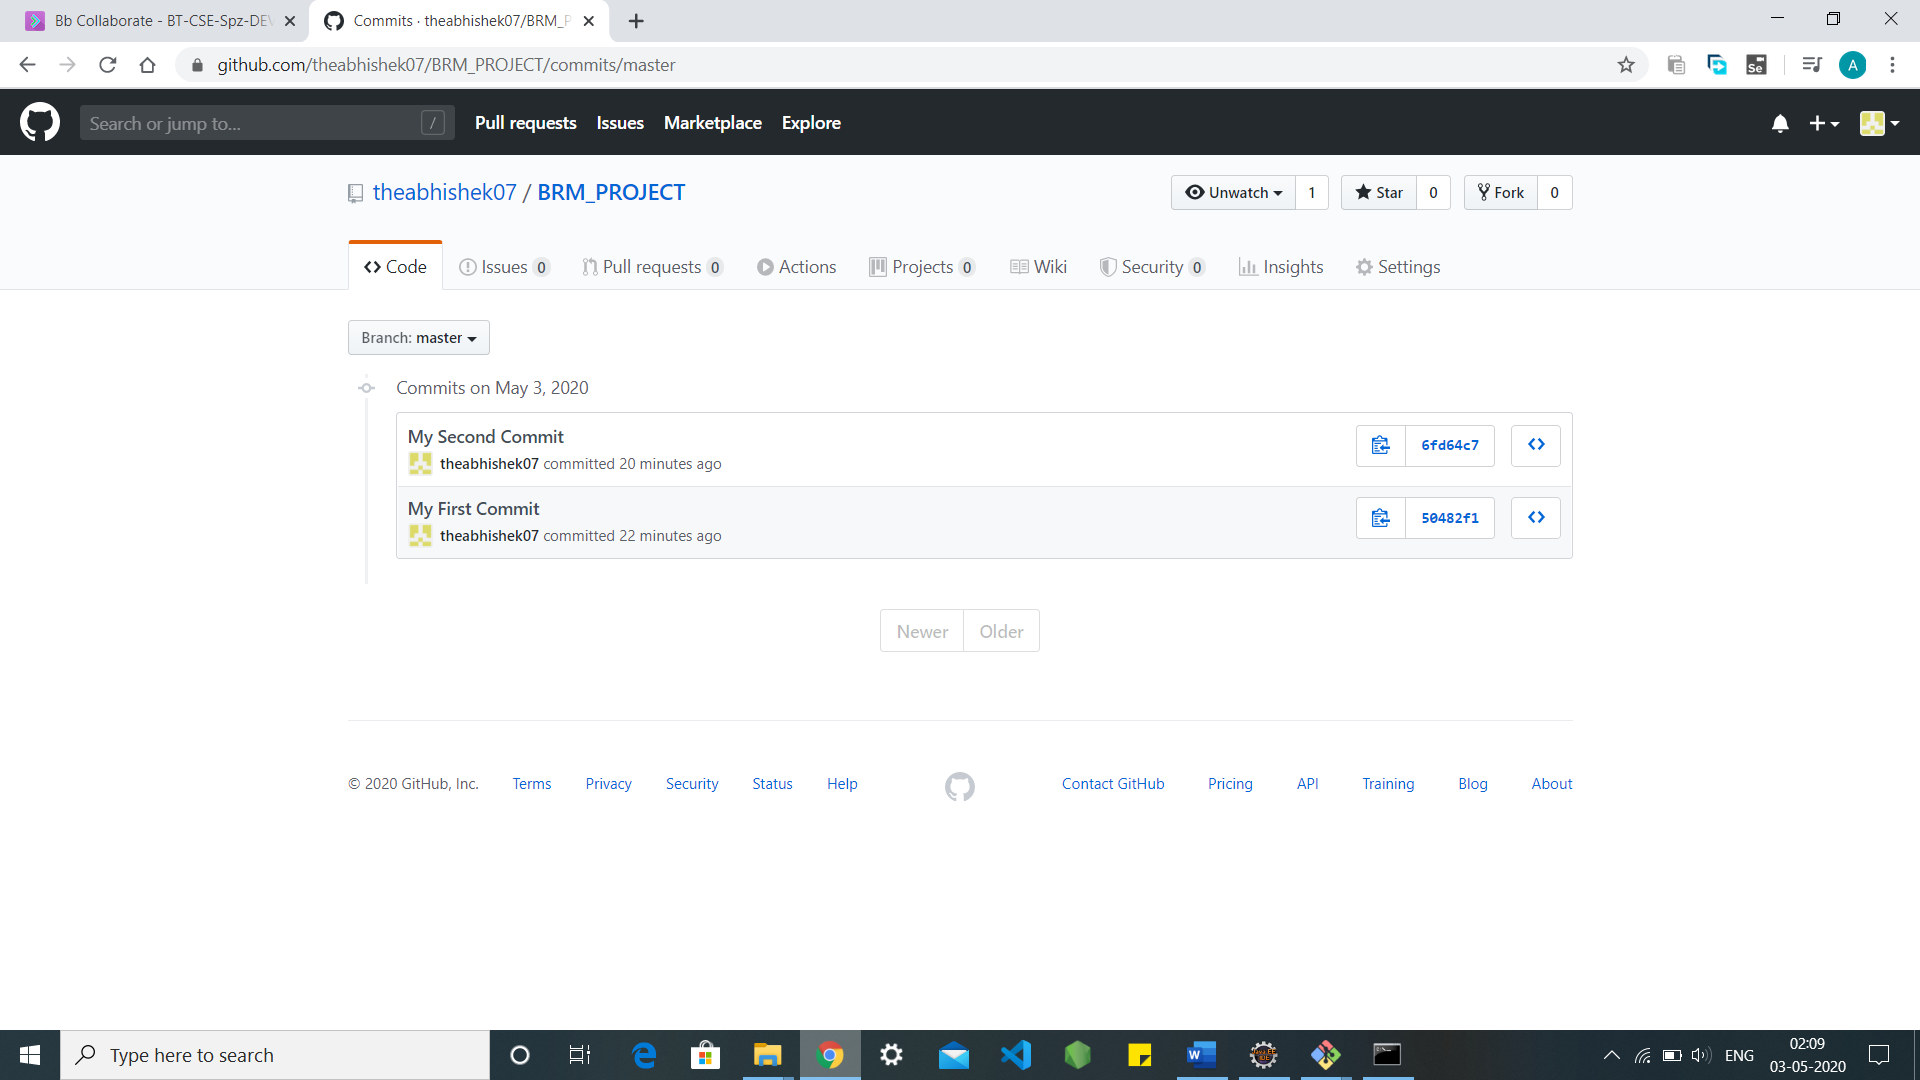 Bb Collaborate - BT-CSE-Spz-DEV
Commits · theabhishek07/BRM_P
github.com/theabhishek07/BRM_PROJECT/commits/master
Se
A
Search or jump to...
/
Pull requests
Issues
Marketplace
Explore
theabhishek07 / BRM_PROJECT
Unwatch 1
Star 0
Fork 0
Code
Issues 0
Pull requests 0
Actions
Projects 0
Wiki
Security 0
Insights
Settings
Branch: master
Commits on May 3, 2020
My Second Commit
theabhishek07 committed 20 minutes ago
6fd64c7
My First Commit
theabhishek07 committed 22 minutes ago
50482f1
Newer
Older
© 2020 GitHub, Inc.
Terms
Privacy
Security
Status
Help
Contact GitHub
Pricing
API
Training
Blog
About
Type here to search
ENG
02:09
03-05-2020